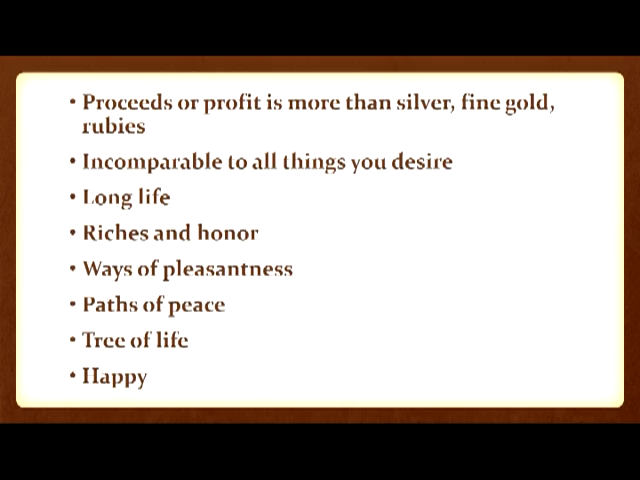 • Proceeds or profit is more than silver, fine gold,
rubies
• Incomparable to all things you desire
• Long life
• Riches and honor
• Ways of pleasantness
• Paths of peace
• Tree of life
• Happy